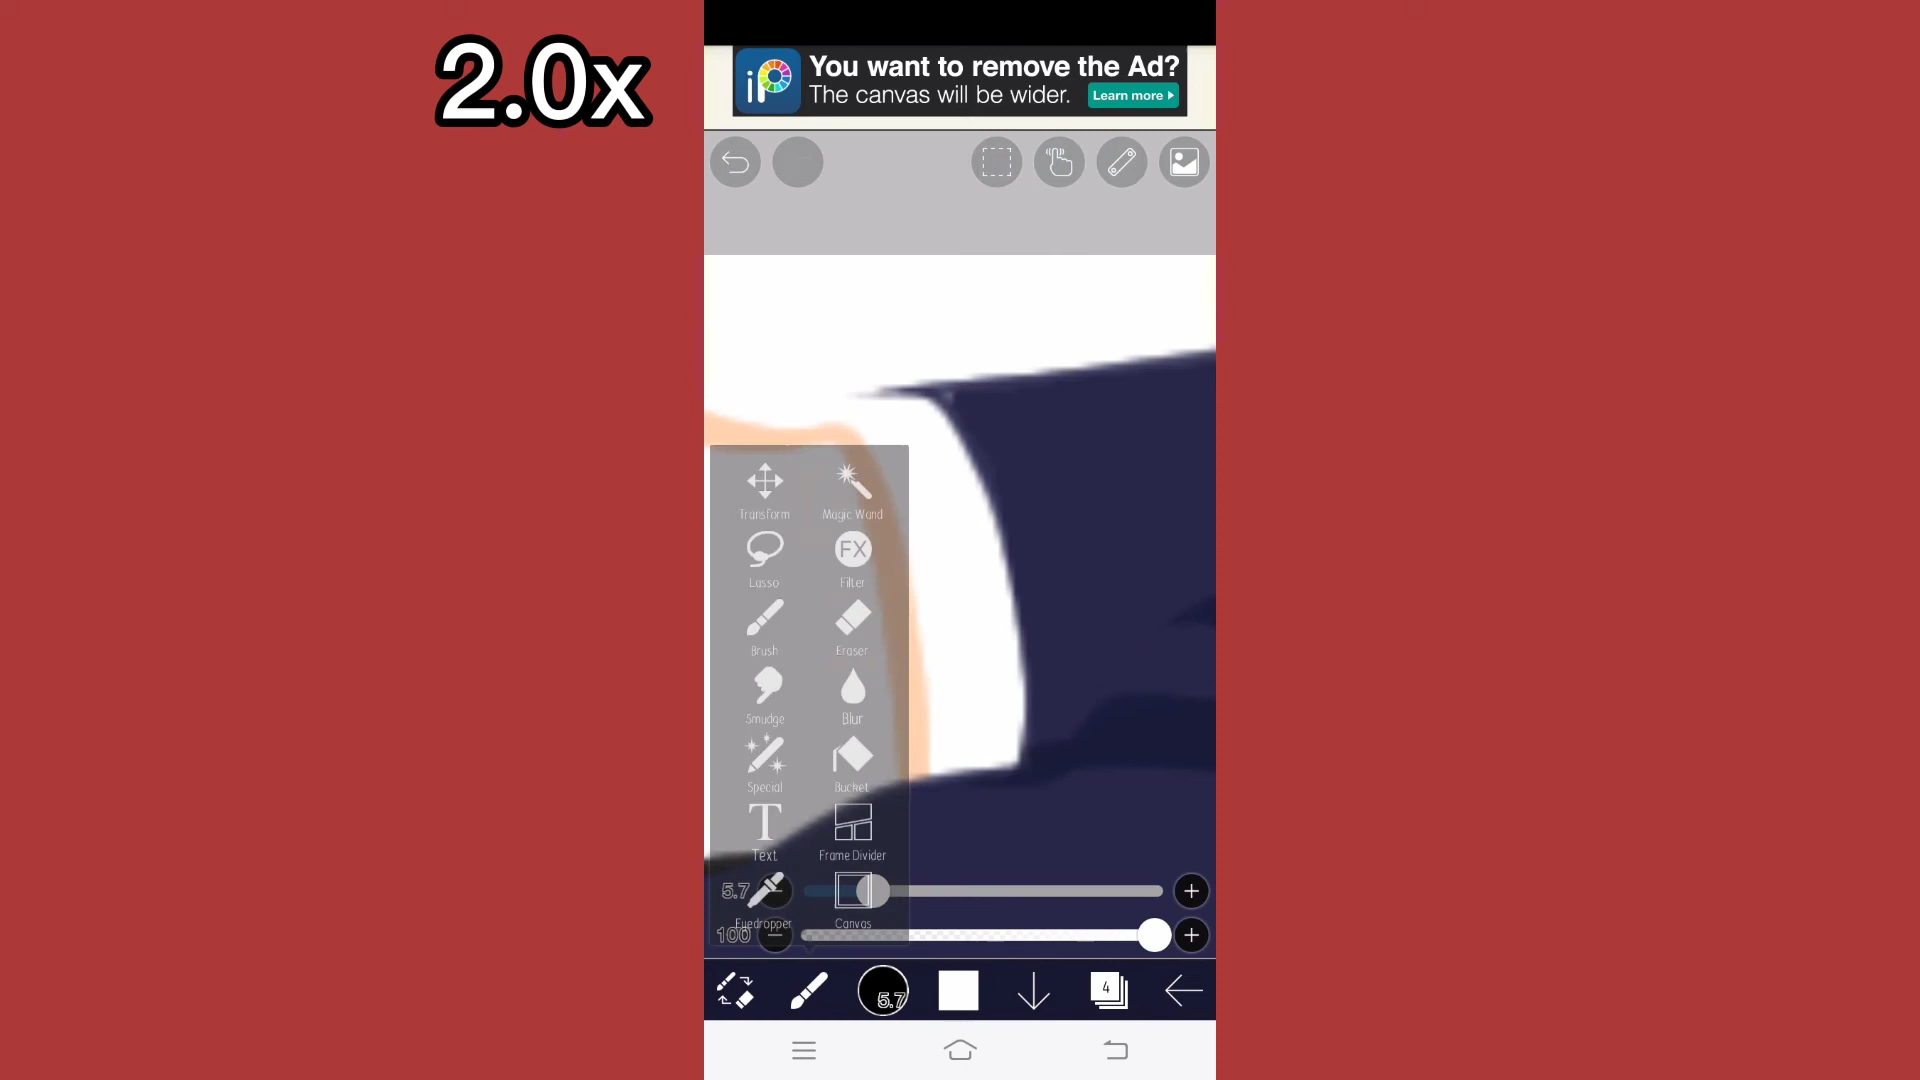 2.0x
iP
You want to remove the Ad?
The canvas will be wider.
Learn more
Transform
Magic Wand
Lasso
FX
Filter
Brush
Eraser
Smudge
Blur
Special
Bucket
T
Text
Frame Divider
5.7
Eyedropper
Canvas
100
5.7
4